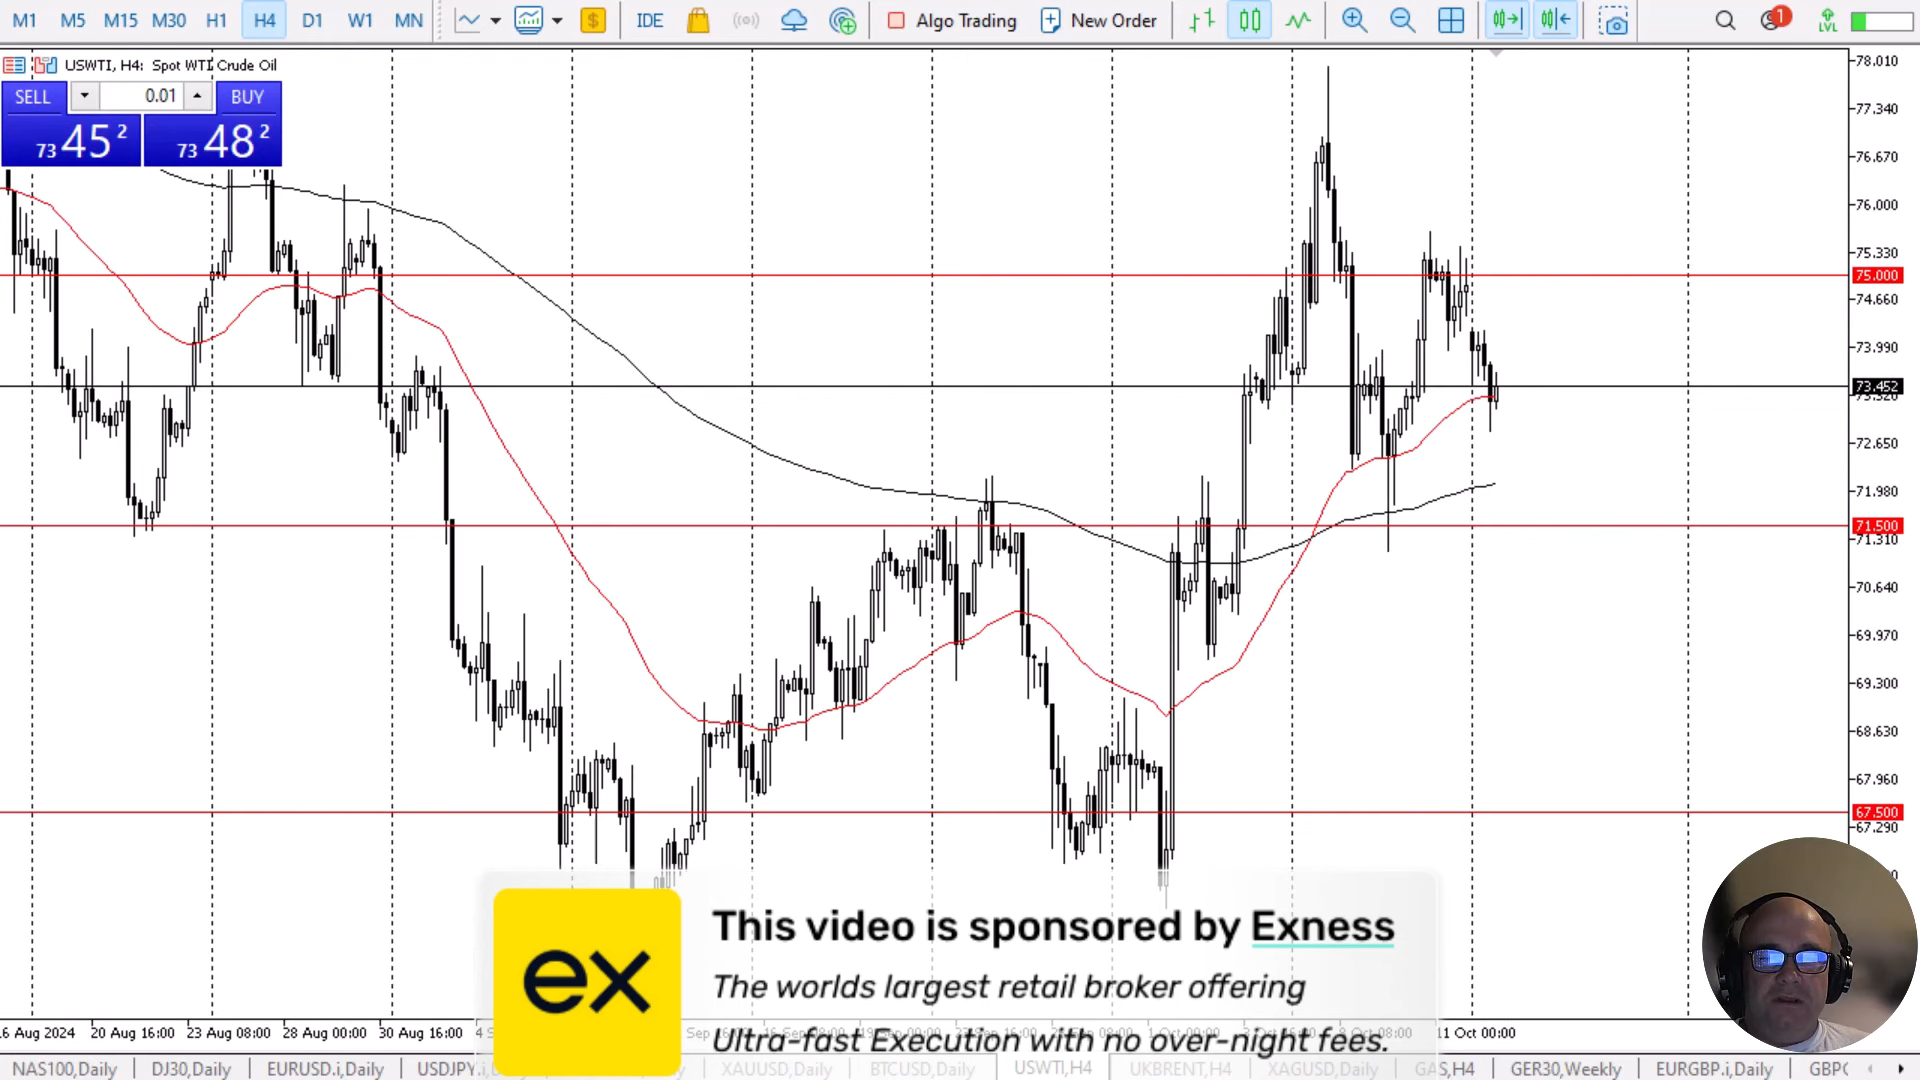 M1 M5 M15 M30 H1 H4 D1 W1 MN $ IDE Algo Trading New Order 1 LVL
USWTI, H4: Spot WTI Crude Oil
SELL 0.01 BUY
73 45 2 73 48 2
78.010
77.340
76.670
76.000
75.330
75.000
74.660
73.990
73.452
73.320
72.650
71.980
71.500
71.310
70.640
69.970
69.300
68.630
67.960
67.500
67.290
ex
This video is sponsored by Exness
The worlds largest retail broker offering
Ultra-fast Execution with no over-night fees.
6 Aug 2024 20 Aug 16:00 23 Aug 08:00 28 Aug 00:00 30 Aug 16:00 11 Oct 00:00
NAS100,Daily DJ30,Daily EURUSD.i,Daily USDJPY.i, XAUUSD,Daily BTCUSD,Daily USWTI,H4 UKBRENT,H4 XAGUSD,Daily GAS,H4 GER30,Weekly EURGBP.i,Daily GBPC